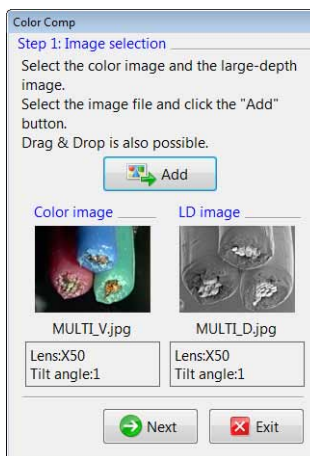 Color Comp
Step 1: Image selection
Select the color image and the large-depth
image.
Select the image file and click the "Add"
button.
Drag & Drop is also possible.
Add
Color image
LD image
MULTI_V.jpg
MULTI_D.jpg
Lens:X50
Tilt angle:1
Lens:X50
Tilt angle:1
Next
Exit